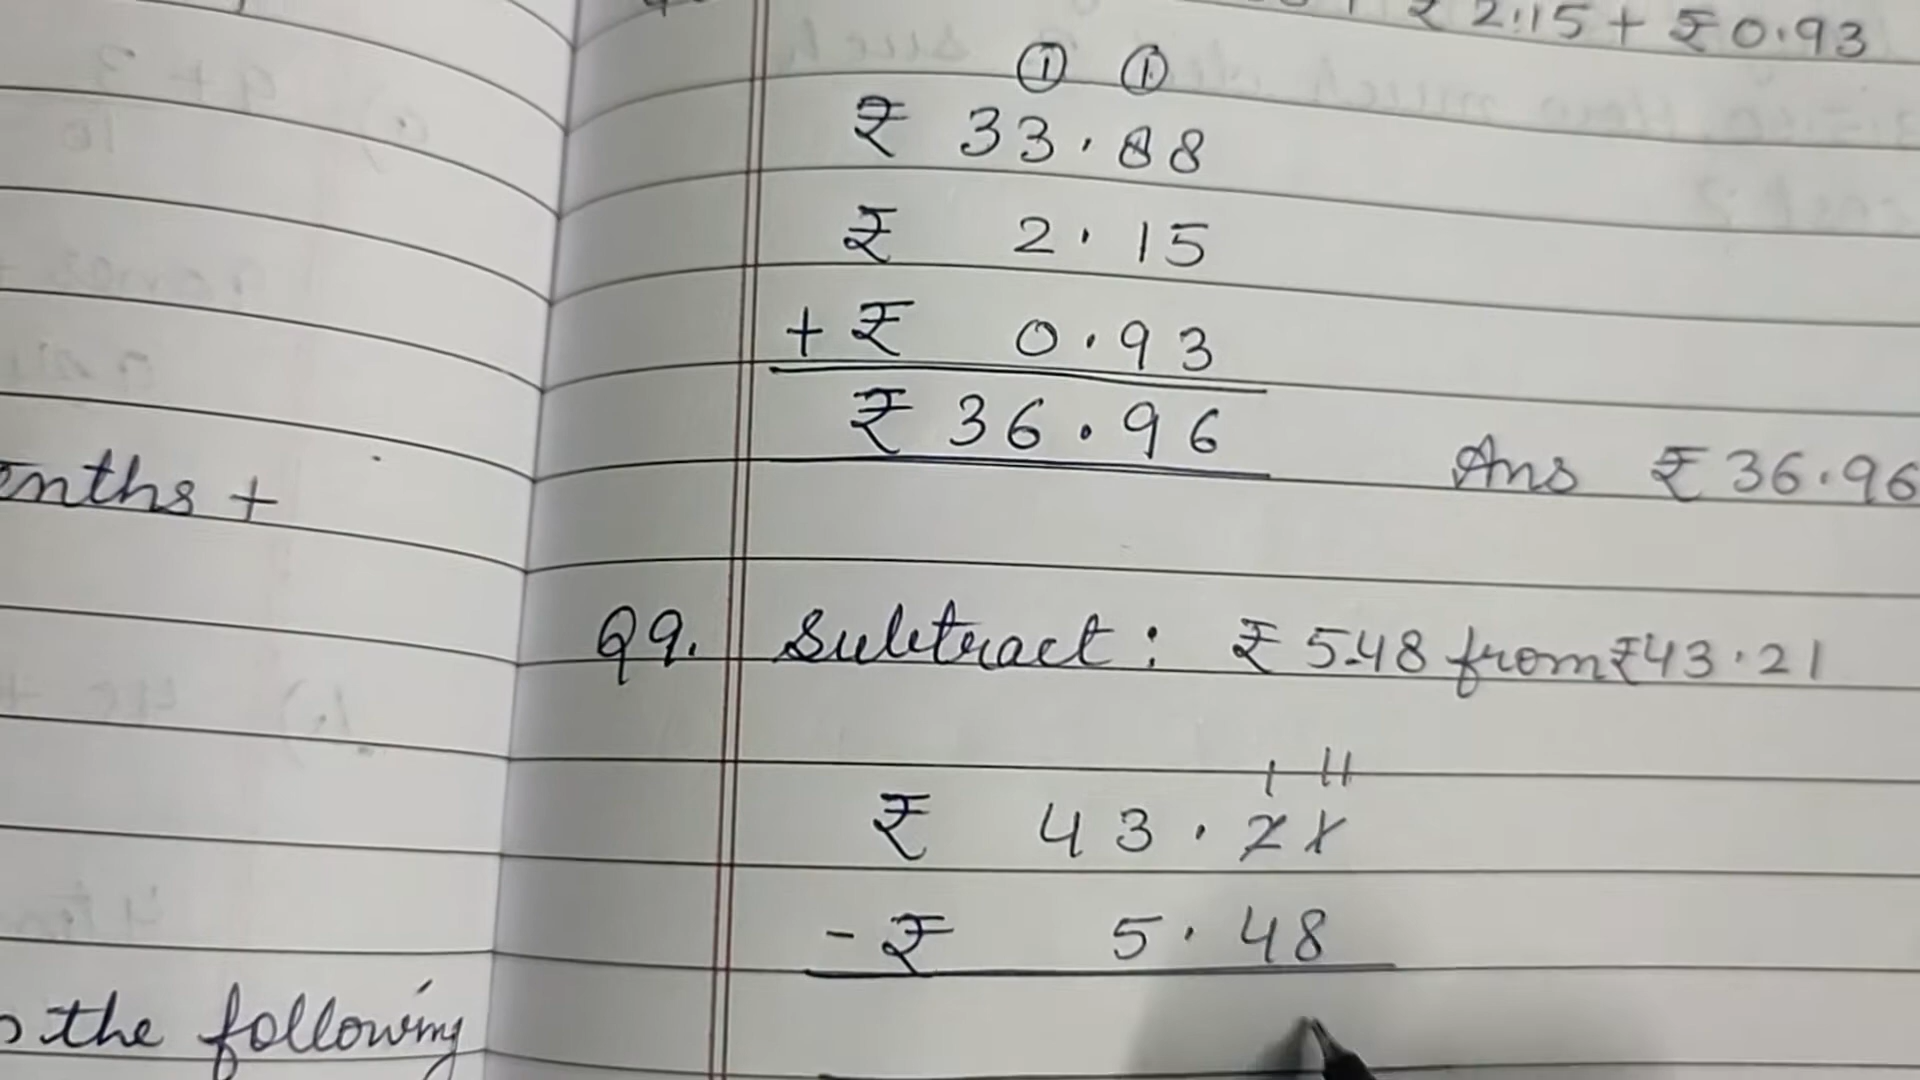 ₹ 2.15 + ₹ 0.93
1 1
₹ 33.88
₹ 2.15
+ ₹ 0.93
₹ 36.96
Ans ₹ 36.96
enths +
Q9. Subtract : ₹ 5.48 from ₹ 43.21
1 11
₹ 43.21
- ₹ 5.48
the following